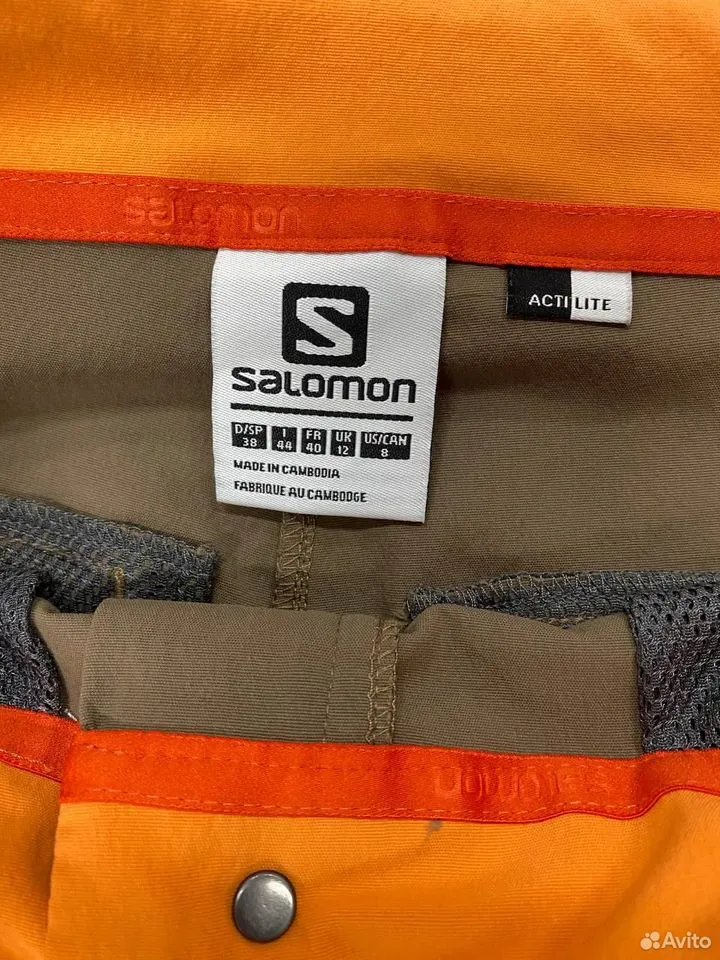 salomon
S
salomon
ACTILITE
D/SP I FR UK US/CAN
38 44 40 12 8
MADE IN CAMBODIA
FABRIQUE AU CAMBODGE
Avito